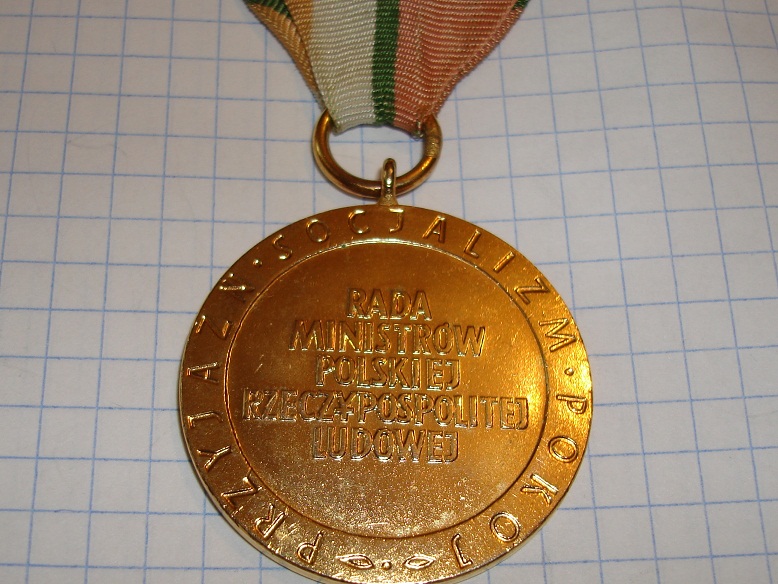 PRZYJAŹŃ · SOCJALIZM · POKÓJ
RADA
MINISTRÓW
POLSKIEJ
RZECZYPOSPOLITEJ
LUDOWEJ